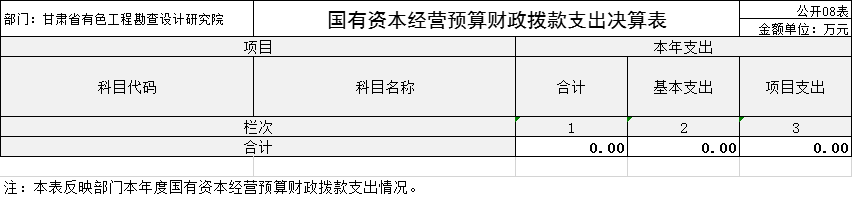 部门：甘肃省有色工程勘查设计研究院 国有资本经营预算财政拨款支出决算表 公开08表
金额单位：万元
项目 本年支出
科目代码 科目名称 合计 基本支出 项目支出
栏次 1 2 3
合计 0.00 0.00 0.00
注：本表反映部门本年度国有资本经营预算财政拨款支出情况。